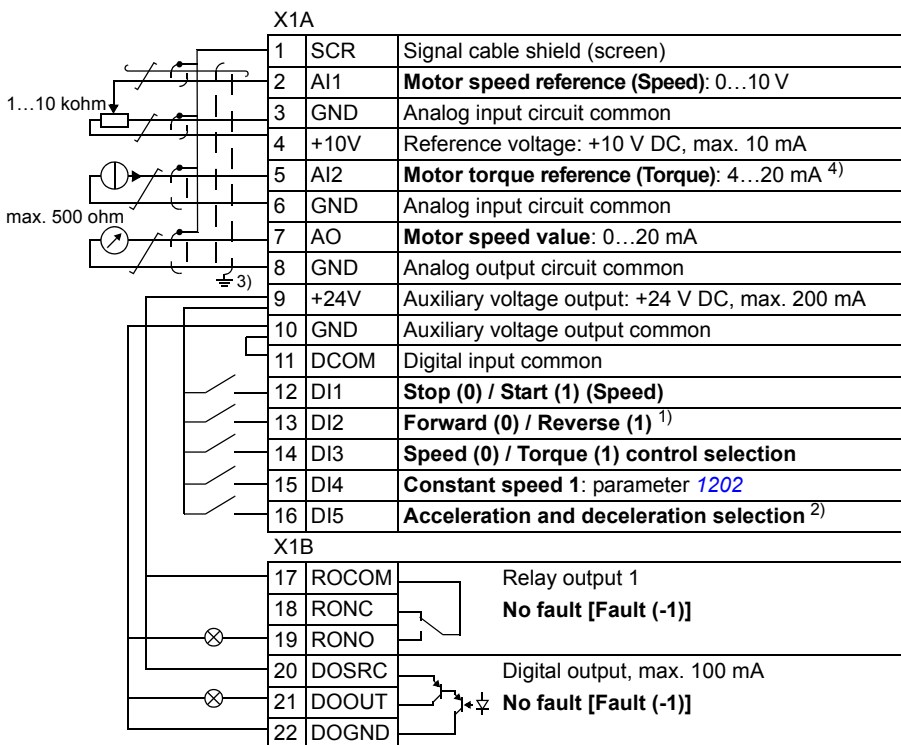 X1A
1 SCR Signal cable shield (screen)
2 AI1 Motor speed reference (Speed): 0…10 V
1…10 kohm
3 GND Analog input circuit common
4 +10V Reference voltage: +10 V DC, max. 10 mA
5 AI2 Motor torque reference (Torque): 4…20 mA 4)
6 GND Analog input circuit common
max. 500 ohm
7 AO Motor speed value: 0…20 mA
8 GND Analog output circuit common
3)
9 +24V Auxiliary voltage output: +24 V DC, max. 200 mA
10 GND Auxiliary voltage output common
11 DCOM Digital input common
12 DI1 Stop (0) / Start (1) (Speed)
13 DI2 Forward (0) / Reverse (1) 1)
14 DI3 Speed (0) / Torque (1) control selection
15 DI4 Constant speed 1: parameter 1202
16 DI5 Acceleration and deceleration selection 2)
X1B
17 ROCOM Relay output 1
18 RONC No fault [Fault (-1)]
19 RONO
20 DOSRC Digital output, max. 100 mA
21 DOOUT No fault [Fault (-1)]
22 DOGND